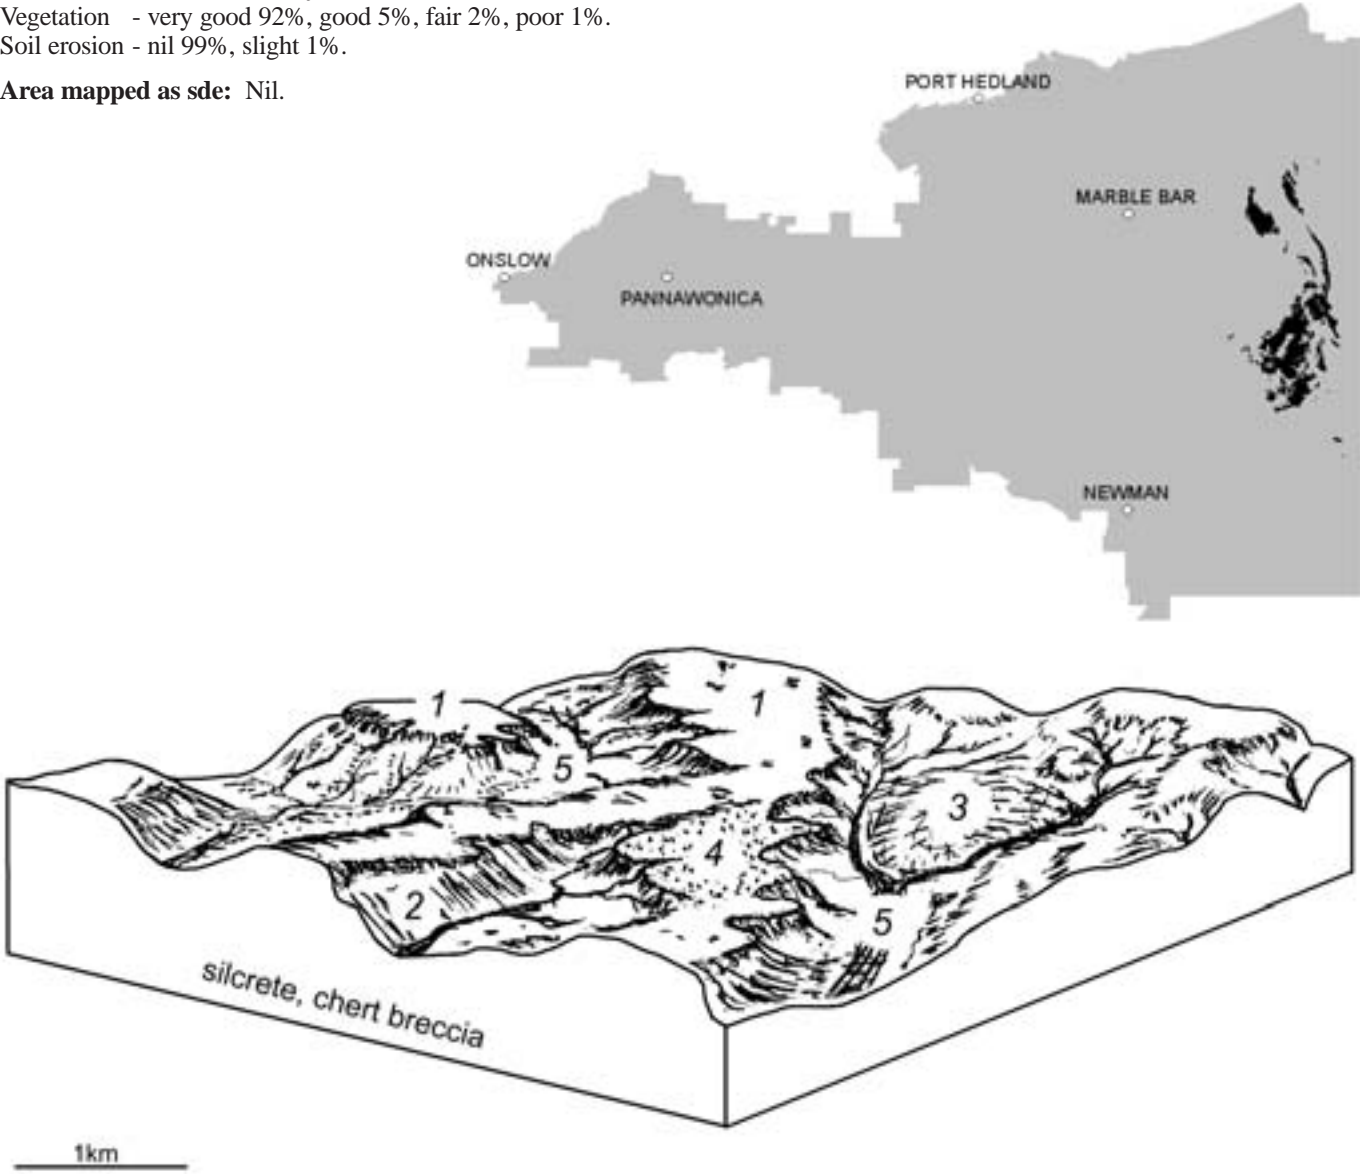 Vegetation - very good 92%, good 5%, fair 2%, poor 1%.
Soil erosion - nil 99%, slight 1%.
Area mapped as sde: Nil.
PORT HEDLAND
MARBLE BAR
ONSLOW
PANNAWONICA
NEWMAN
1
1
5
3
4
2
5
silcrete, chert breccia
1km